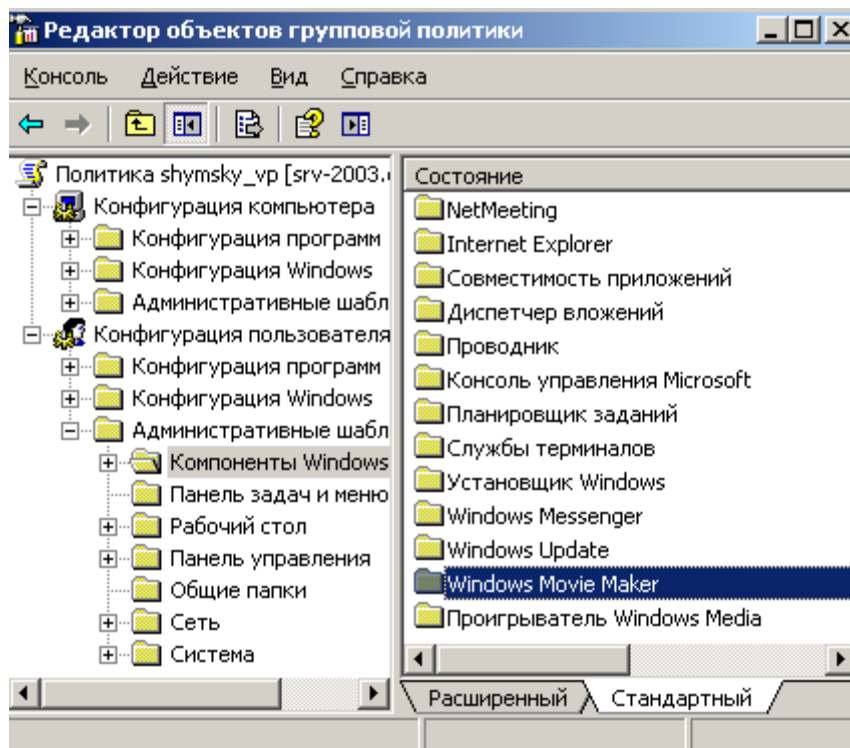 Редактор объектов групповой политики
Консоль Действие Вид Справка
Политика shymsky_vp [srv-2003.
Конфигурация компьютера
Конфигурация программ
Конфигурация Windows
Административные шабл
Конфигурация пользователя
Конфигурация программ
Конфигурация Windows
Административные шабл
Компоненты Windows
Панель задач и меню
Рабочий стол
Панель управления
Общие папки
Сеть
Система
Состояние
NetMeeting
Internet Explorer
Совместимость приложений
Диспетчер вложений
Проводник
Консоль управления Microsoft
Планировщик заданий
Службы терминалов
Установщик Windows
Windows Messenger
Windows Update
Windows Movie Maker
Проигрыватель Windows Media
Расширенный Стандартный